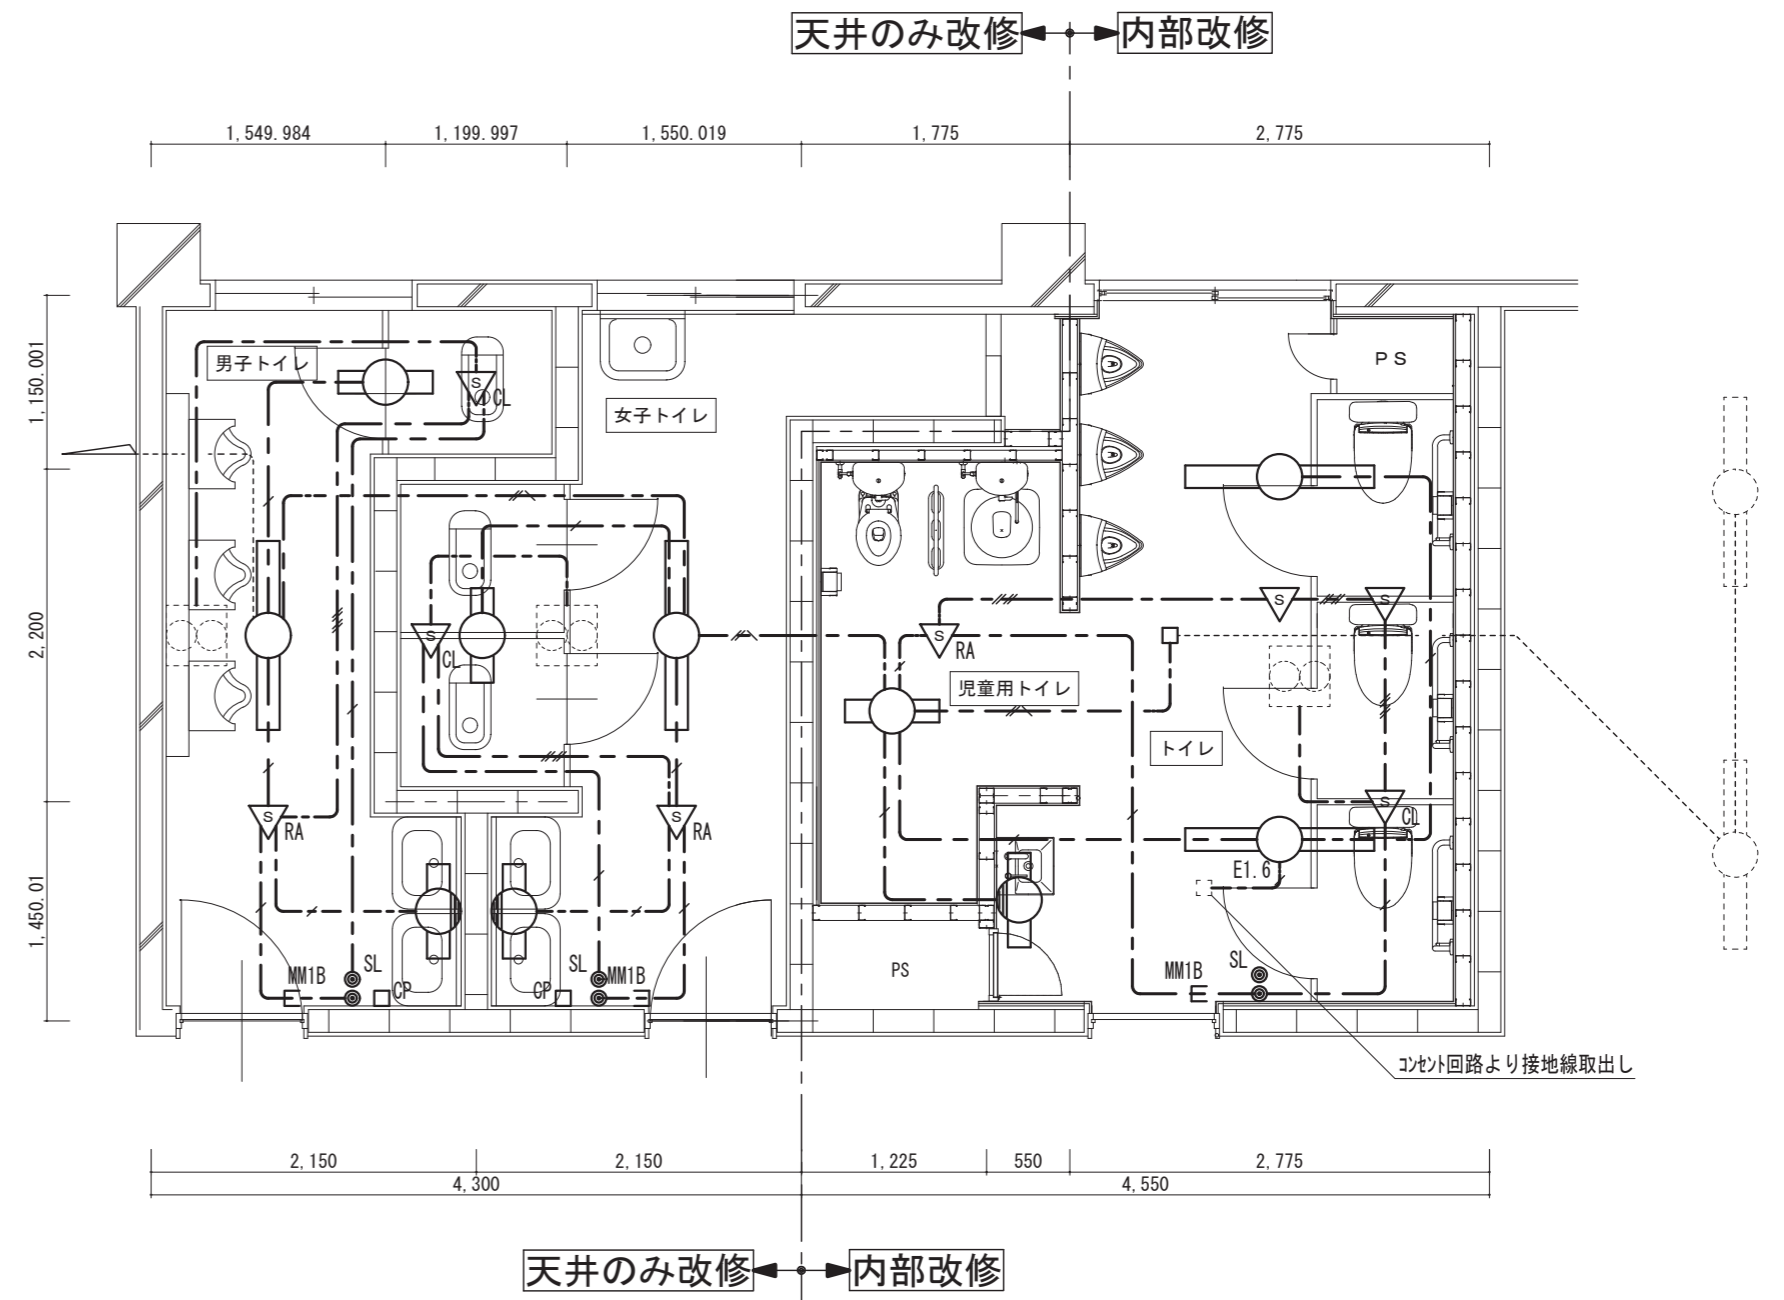 天井のみ改修 内部改修
1,549.984 1,199.997 1,550.019 1,775 2,775
1,150.001
2,200
1,450.01
男子トイレ
S
CL
女子トイレ
PS
S
CL
S
RA
S
S
児童用トイレ
トイレ
S
RA
S
RA
S
CL
E1.6
MM1B
SL
CP
SL
CP
MM1B
PS
MM1B
SL
コンセント回路より接地線取出し
2,150 2,150 1,225 550 2,775
4,300 4,550
天井のみ改修 内部改修